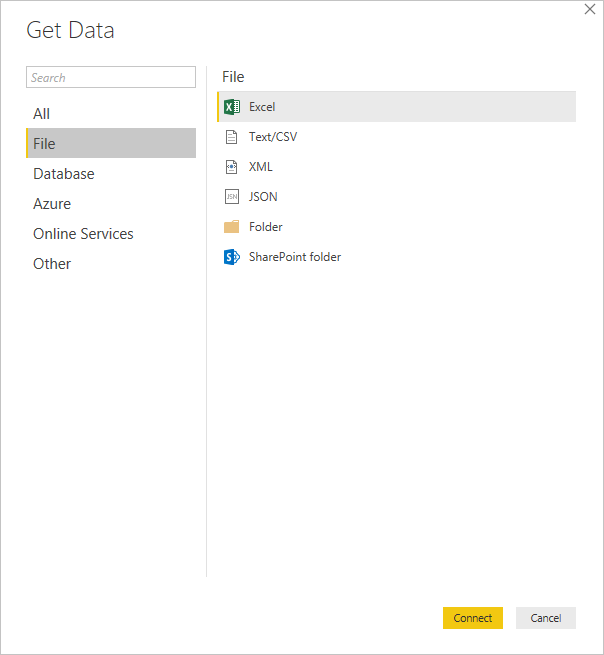 Get Data
Search
All
File
Database
Azure
Online Services
Other
File
Excel
Text/CSV
XML
JSON
Folder
SharePoint folder
Connect
Cancel